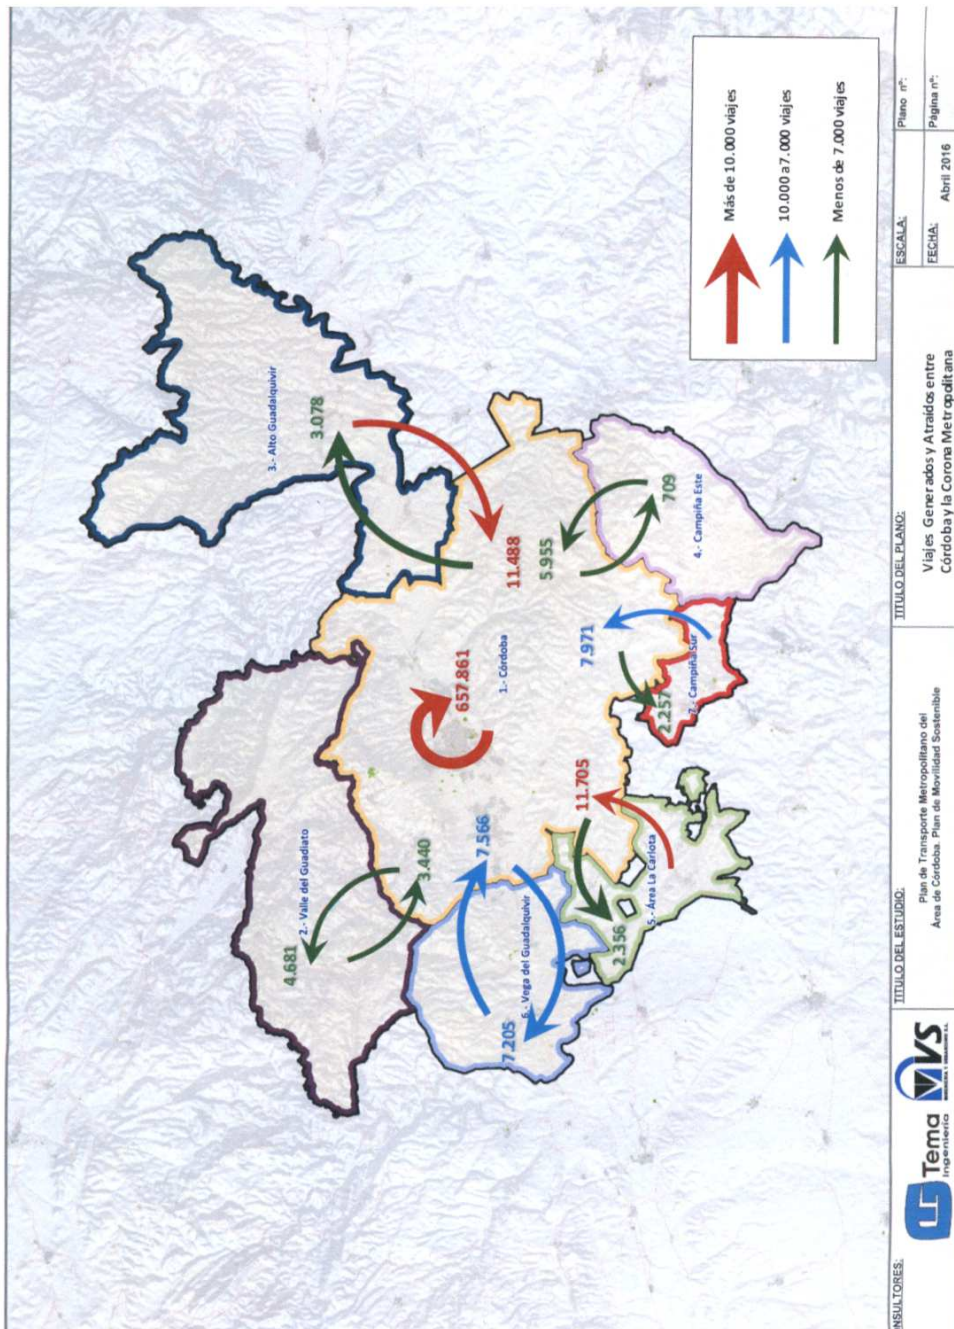 2.- Valle del Guadiato
4.681
3.440
3.- Alto Guadalquivir
3.078
11.488
657.861
1.- Córdoba
7.566
7.205
6.- Vega del Guadalquivir
5.955
709
4.- Campiña Este
7.971
2.257
7.- Campiña Sur
11.705
2.356
5.- Área La Carlota
Más de 10.000 viajes
10.000 a 7.000 viajes
Menos de 7.000 viajes
NSULTORES:
Tema
Ingeniería
VS
TITULO DEL ESTUDIO:
Plan de Transporte Metropolitano del
Área de Córdoba. Plan de Movilidad Sostenible
TITULO DEL PLANO:
Viajes Generados y Atraidos entre
Córdoba y la Corona Metropolitana
ESCALA:
FECHA:
Abril 2016
Plano nº:
Página nº: